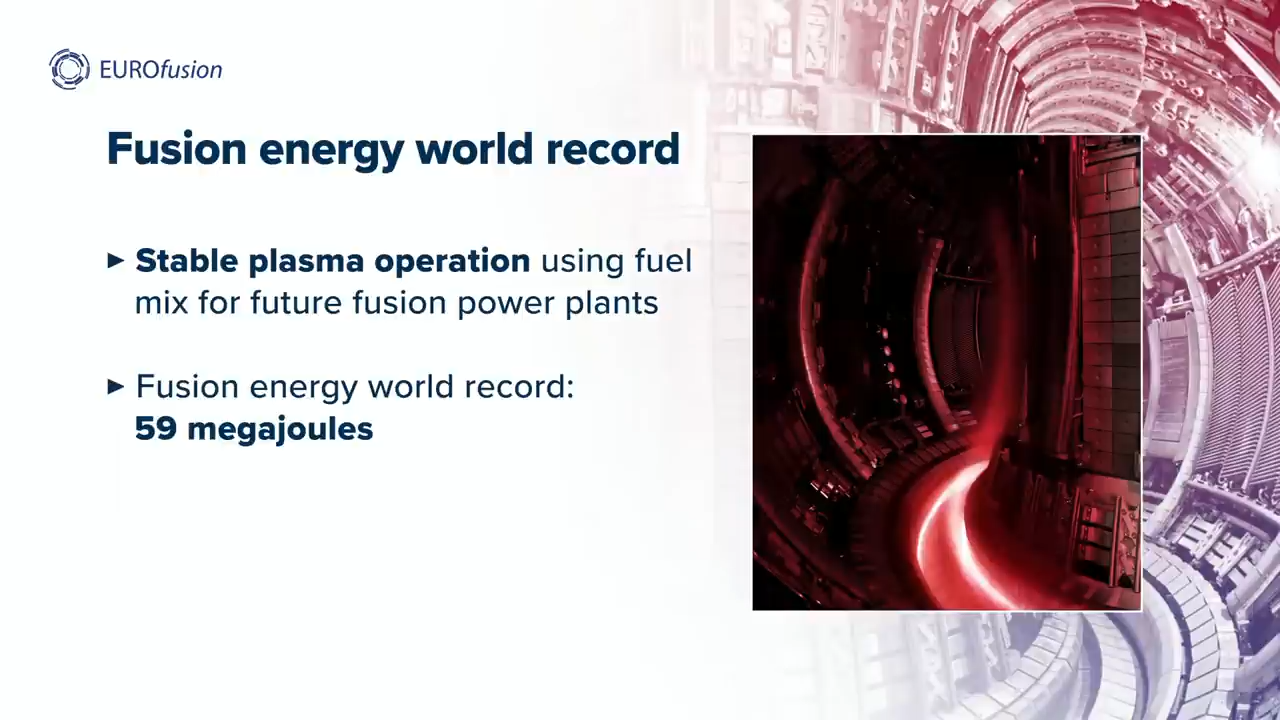 EUROfusion
Fusion energy world record
▸ Stable plasma operation using fuel
mix for future fusion power plants
▸ Fusion energy world record:
59 megajoules